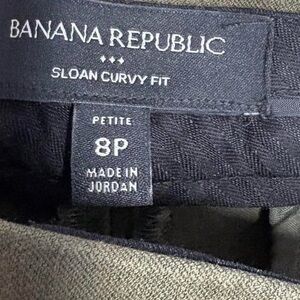 BANANA REPUBLIC
SLOAN CURVY FIT
PETITE
8P
MADE IN
JORDAN